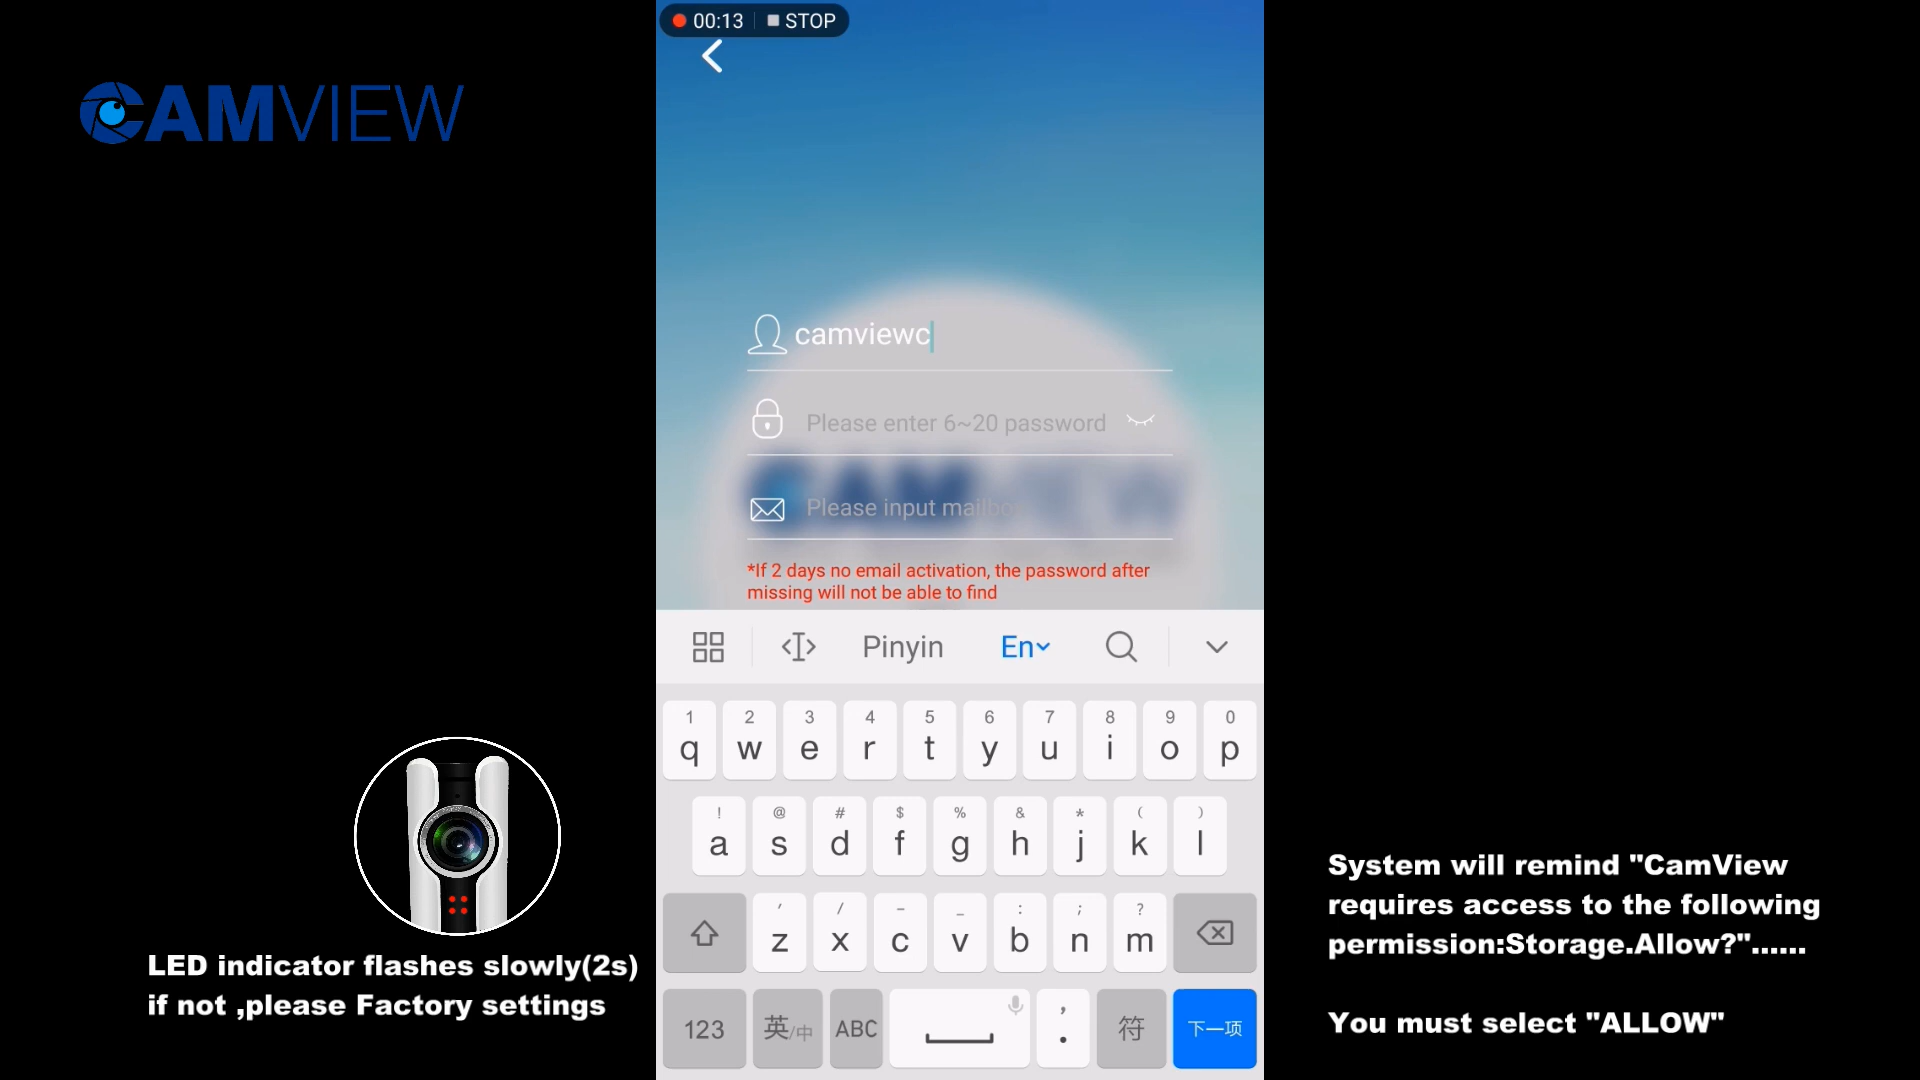 00:13 STOP
CAMVIEW
camviewc
Please enter 6~20 password
Please input mailbo
CAMVIEW
*If 2 days no email activation, the password after
missing will not be able to find
Pinyin En
1 2 3 4 5 6 7 8 9 0
q w e r t y u i o p
! @ # $ % & * ( )
a s d f g h j k l
' / - _ : ; ?
z x c v b n m
123 英/中 ABC , . 符 下一项
LED indicator flashes slowly(2s)
if not ,please Factory settings
System will remind "CamView
requires access to the following
permission:Storage.Allow?"......
You must select "ALLOW"